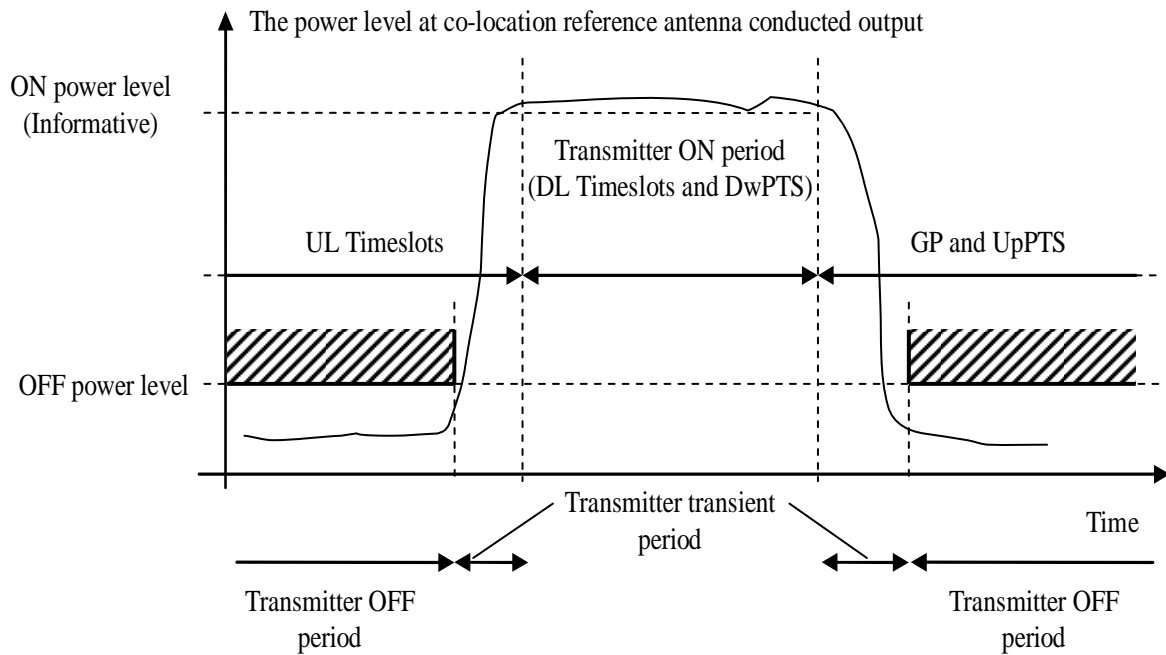 The power level at co-location reference antenna conducted output
ON power level
(Informative)
Transmitter ON period
(DL Timeslots and DwPTS)
UL Timeslots
GP and UpPTS
OFF power level
Transmitter transient
period
Time
Transmitter OFF
period
Transmitter OFF
period